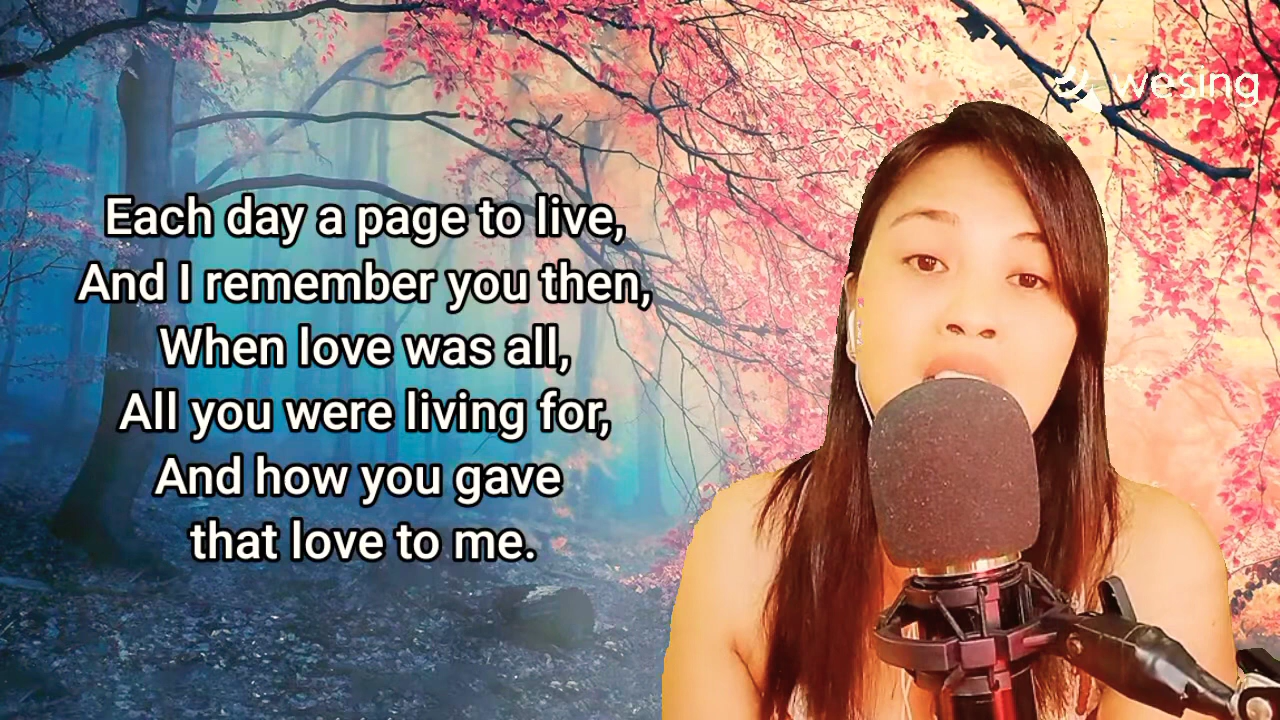 wesing
Each day a page to live,
And I remember you then,
When love was all,
All you were living for,
And how you gave
that love to me.